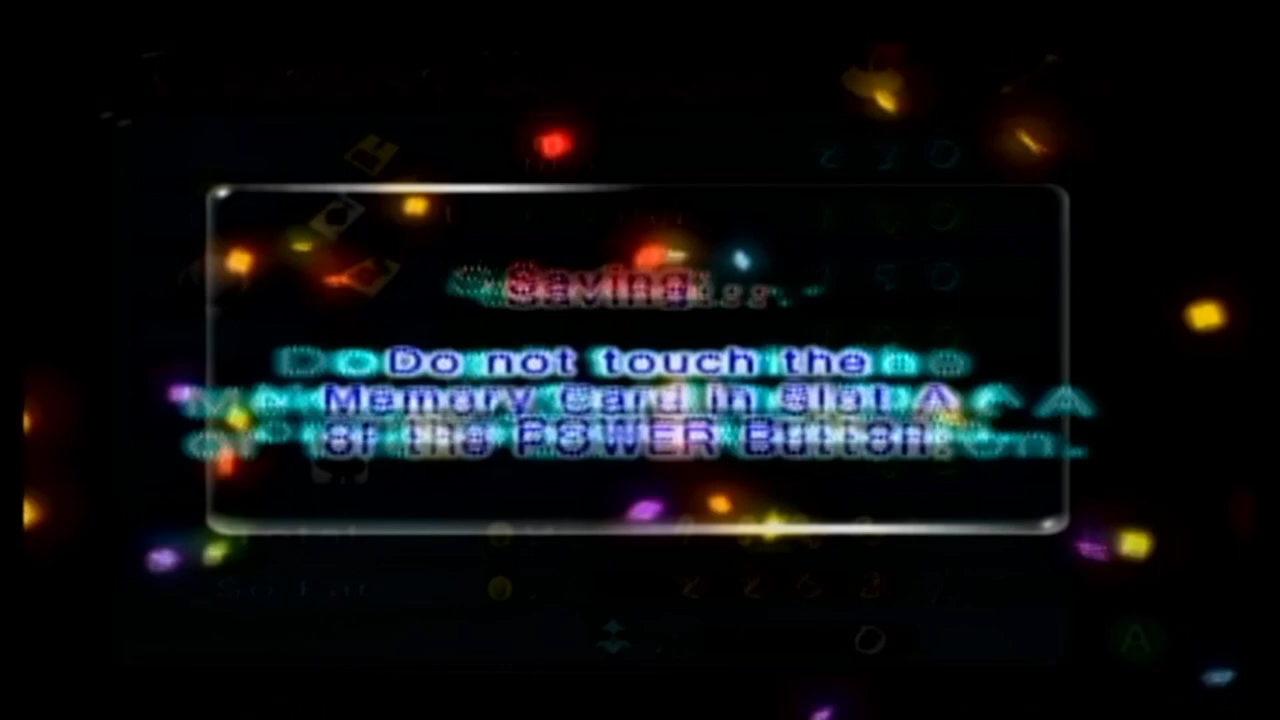 Saving...
Do not touch the
Memory Card in Slot A
or the POWER Button.
A